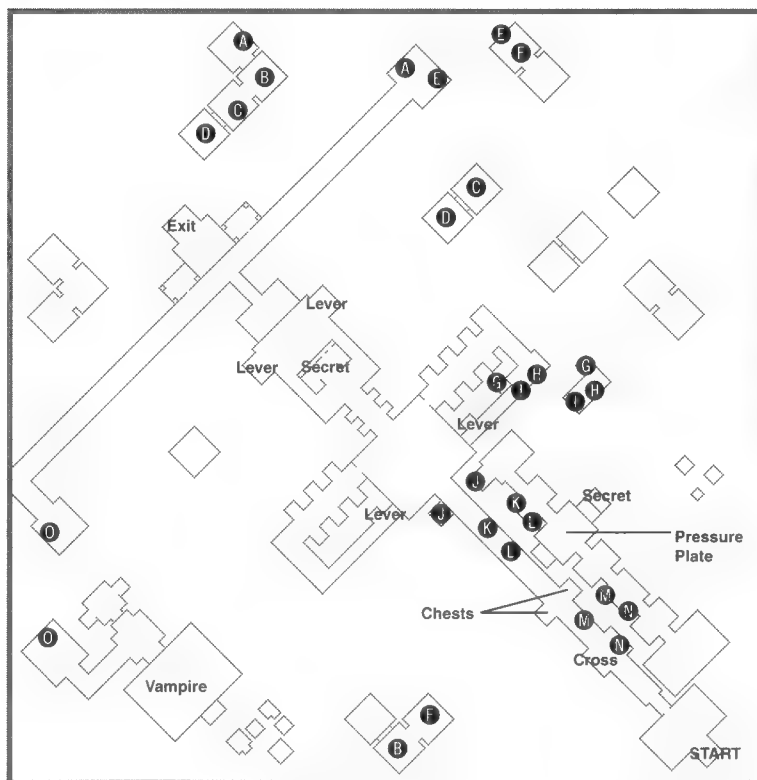 A
E
B
A
E
F
C
D
C
D
Exit
Lever
Lever
Secret
G
H
I
G
H
I
Lever
J
K
L
Secret
Lever
J
K
L
Pressure
Plate
O
Chests
M
N
M
N
Cross
O
Vampire
F
B
START